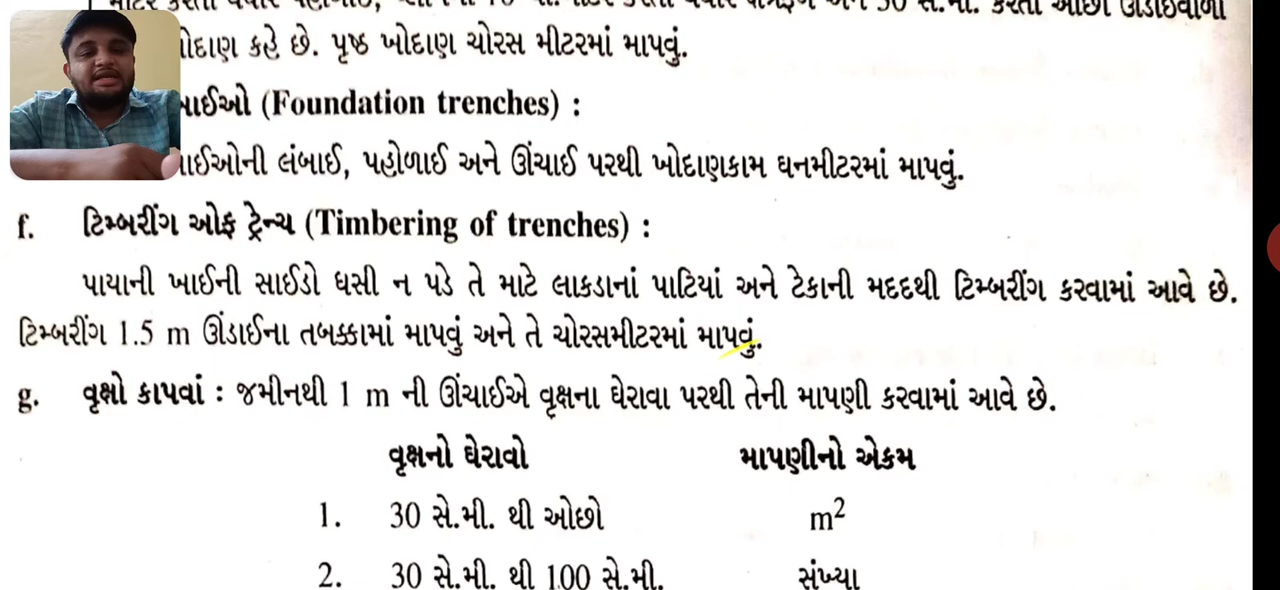 કરતાં ઓછી ઊંડાઈવાળા
કહે છે. પૃષ્ઠ ખોદાણ ચોરસ મીટરમાં માપવું.
(Foundation trenches) :
લંબાઈ, પહોળાઈ અને ઊંચાઈ પરથી ખોદાણકામ ઘનમીટરમાં માપવું.
f. ટિમ્બરીંગ ઓફ ટ્રેન્ચ (Timbering of trenches) :
પાયાની ખાઈની સાઈડો ધસી ન પડે તે માટે લાકડાનાં પાટિયાં અને ટેકાની મદદથી ટિમ્બરીંગ કરવામાં આવે છે.
ટિમ્બરીંગ 1.5 m ઊંડાઈના તબક્કામાં માપવું અને તે ચોરસમીટરમાં માપવું.
g. વૃક્ષો કાપવાં : જમીનથી 1 m ની ઊંચાઈએ વૃક્ષના ઘેરાવા પરથી તેની માપણી કરવામાં આવે છે.
વૃક્ષનો ઘેરાવો માપણીનો એકમ
1. 30 સે.મી. થી ઓછો m²
2. 30 સે.મી. થી 100 સે.મી. સંખ્યા